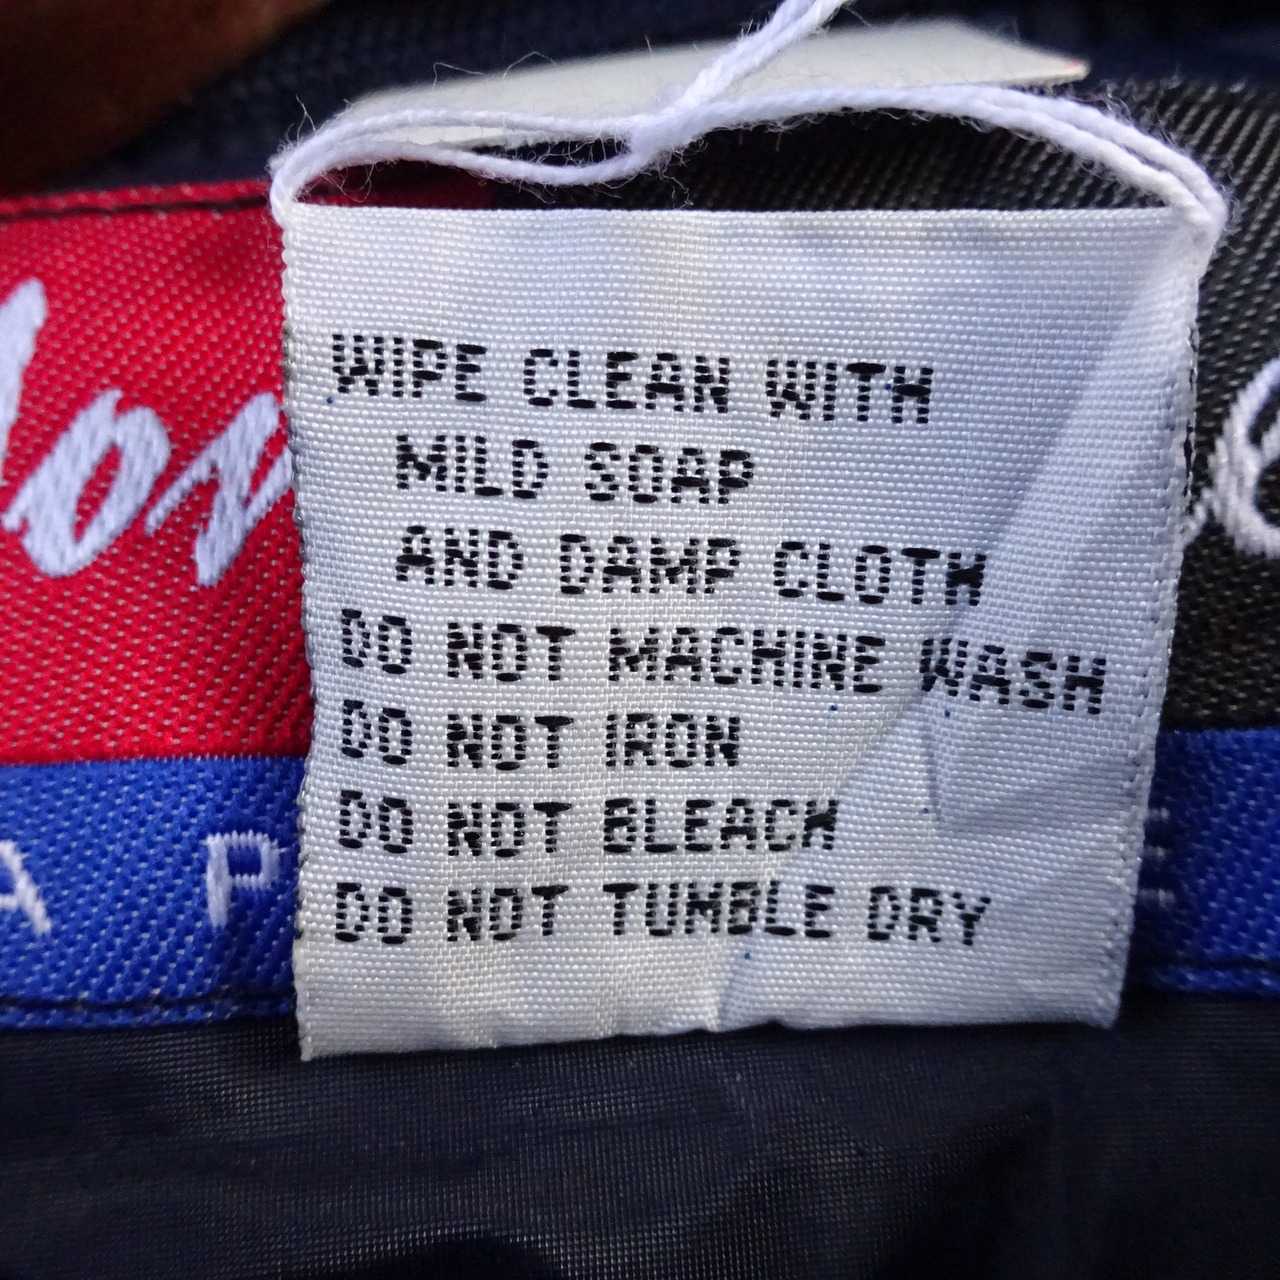 WIPE CLEAN WITH
MILD SOAP
AND DAMP CLOTH
DO NOT MACHINE WASH
DO NOT IRON
DO NOT BLEACH
DO NOT TUMBLE DRY